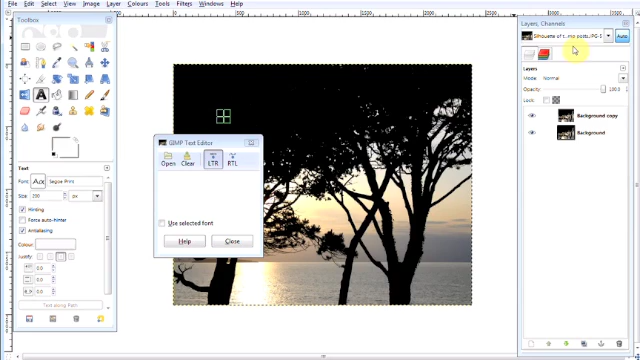 File Edit Select View Image Layer Colours Tools Filters Windows Help
Toolbox
Text
Font:
Segoe Print
Size:
200
px
Hinting
Force auto-hinter
Antialiasing
Colour:
Justify:
0.0
0.0
0.0
Text along Path
GIMP Text Editor
Open Clear LTR RTL
Use selected font
Help Close
Layers, Channels
Auto
Layers
Mode: Normal
Opacity: 100.0
Lock:
Background copy
Background